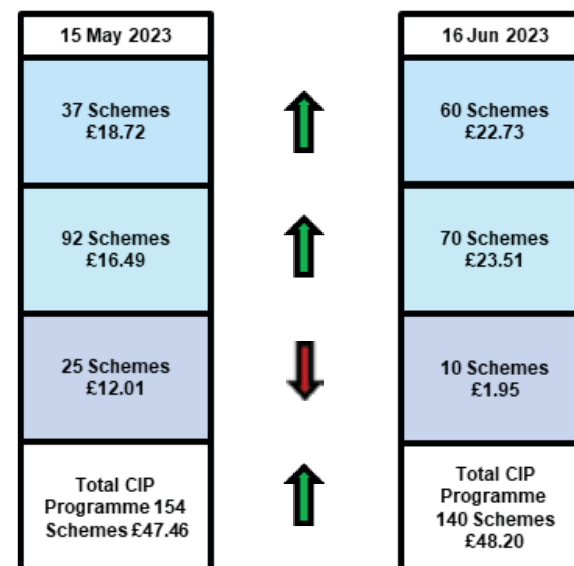 15 May 2023
37 Schemes
£18.72
92 Schemes
£16.49
25 Schemes
£12.01
Total CIP
Programme 154
Schemes £47.46
16 Jun 2023
60 Schemes
£22.73
70 Schemes
£23.51
10 Schemes
£1.95
Total CIP
Programme
140 Schemes
£48.20